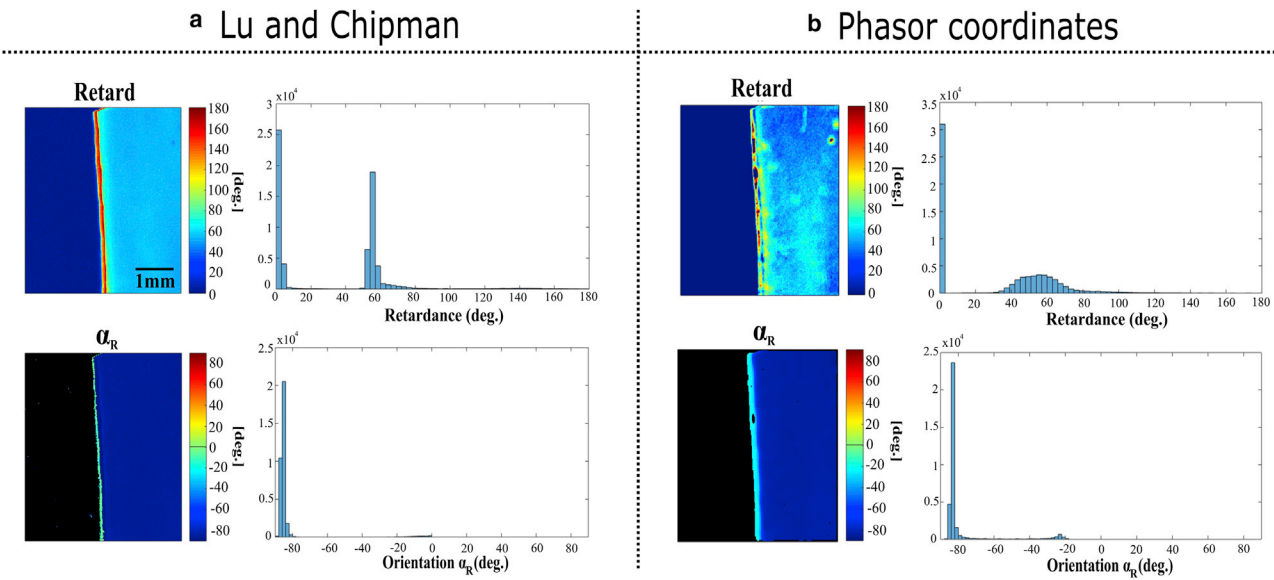 a Lu and Chipman
b Phasor coordinates
Retard
180
160
140
120
100
80
60
40
20
0
[deg.]
1mm
x10⁴
3
2.5
2
1.5
1
0.5
0
0 20 40 60 80 100 120 140 160 180
Retardance (deg.)
Retard
180
160
140
120
100
80
60
40
20
0
[deg.]
x10⁴
3.5
3
2.5
2
1.5
1
0.5
0
0 20 40 60 80 100 120 140 160 180
Retardance (deg.)
αR
80
60
40
20
0
-20
-40
-60
-80
[deg.]
x10⁴
2.5
2
1.5
1
0.5
0
-80 -60 -40 -20 0 20 40 60 80
Orientation αR(deg.)
αR
80
60
40
20
0
-20
-40
-60
-80
[deg.]
x10⁴
2.5
2
1.5
1
0.5
0
-80 -60 -40 -20 0 20 40 60 80
Orientation αR(deg.)